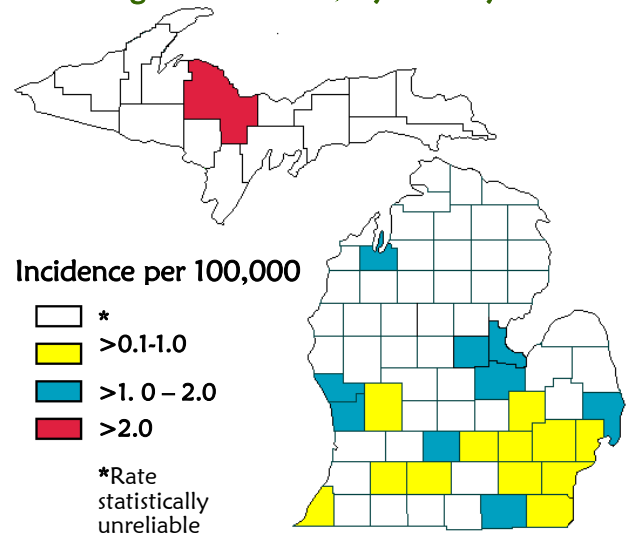 Incidence per 100,000
*
>0.1-1.0
>1. 0 – 2.0
>2.0
*Rate
statistically
unreliable